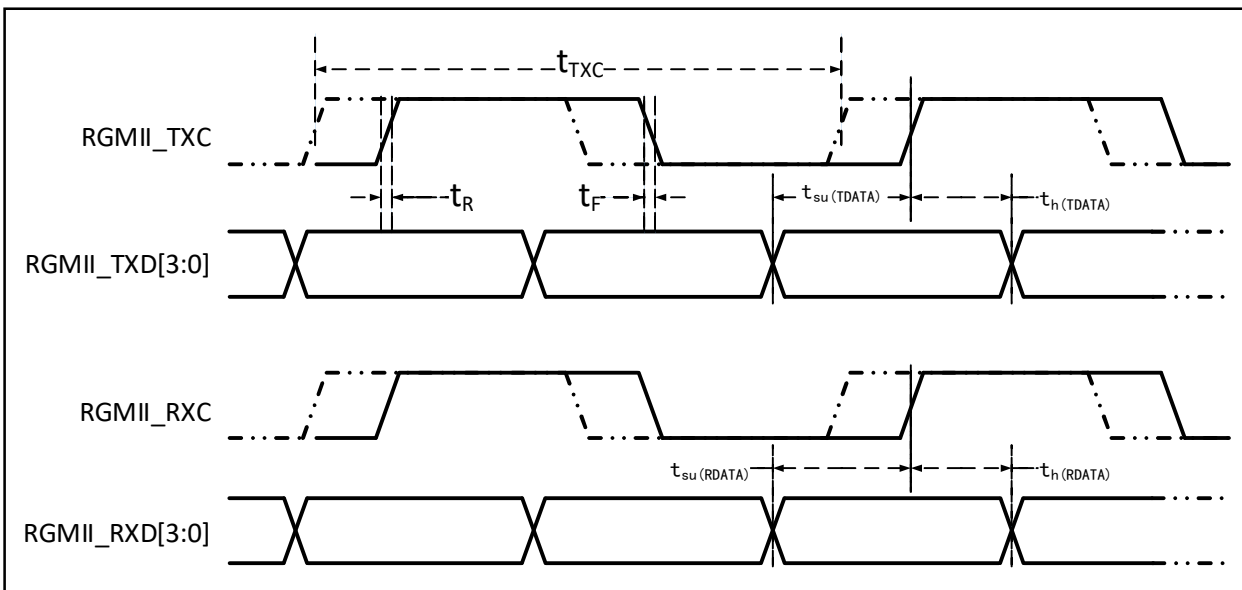 tTXC
RGMII_TXC
tR
tF
tsu(TDATA)
th(TDATA)
RGMII_TXD[3:0]
RGMII_RXC
tsu(RDATA)
th(RDATA)
RGMII_RXD[3:0]